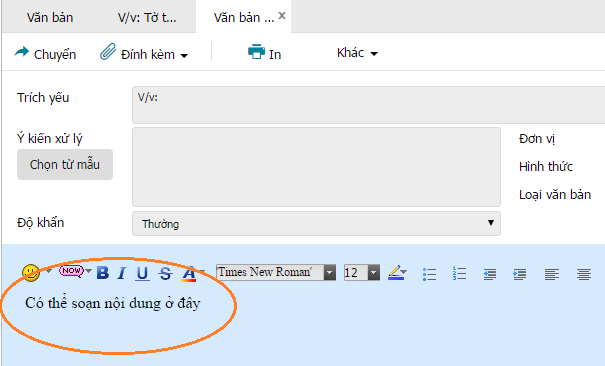 Văn bản V/v: Tờ t... Văn bản ... x
Chuyển Đính kèm In Khác
Trích yếu V/v:
Ý kiến xử lý Đơn vị
Chọn từ mẫu Hình thức
Loại văn bản
Độ khẩn Thường
NOW B I U S A 'Times New Roman' 12
Có thể soạn nội dung ở đây